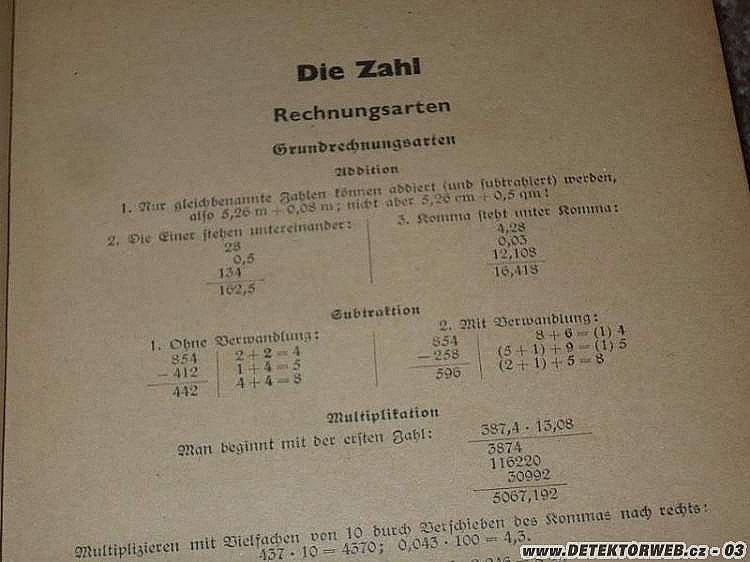 Die Zahl
Rechnungsarten
Grundrechnungsarten
Addition
1. Nur gleichbenannte Zahlen können addiert (und subtrahiert) werden,
also 5,26 m + 0,08 m; nicht aber 5,26 cm + 0,5 qm!
2. Die Einer stehen untereinander:
28
0,5
134
162,5
3. Komma steht unter Komma:
4,28
0,03
12,108
16,418
Subtraktion
1. Ohne Verwandlung:
854
— 412
442
2 + 2 = 4
1 + 4 = 5
4 + 4 = 8
2. Mit Verwandlung:
854
— 258
596
8 + 6 = (1) 4
(5 + 1) + 9 = (1) 5
(2 + 1) + 5 = 8
Multiplikation
Man beginnt mit der ersten Zahl:
387,4 · 13,08
3874
116220
30992
5067,192
Multiplizieren mit Vielfachen von 10 durch Verschieben des Kommas nach rechts:
437 · 10 = 4370; 0,043 · 100 = 4,3.
www.DETEKTORWEB.cz - 03